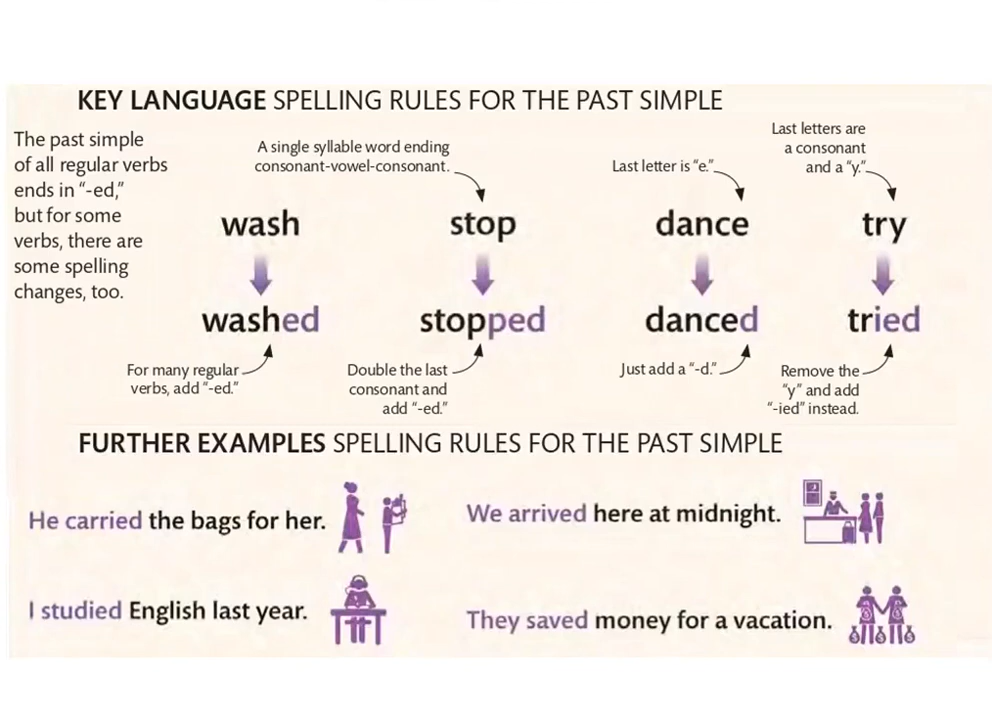 KEY LANGUAGE SPELLING RULES FOR THE PAST SIMPLE
The past simple
of all regular verbs
ends in “-ed,”
but for some
verbs, there are
some spelling
changes, too.
wash
washed
For many regular
verbs, add “-ed.”
A single syllable word ending
consonant-vowel-consonant.
stop
stopped
Double the last
consonant and
add “-ed.”
Last letter is “e.”
dance
danced
Just add a “-d.”
Last letters are
a consonant
and a “y.”
try
tried
Remove the
“y” and add
“-ied” instead.
FURTHER EXAMPLES SPELLING RULES FOR THE PAST SIMPLE
He carried the bags for her.
We arrived here at midnight.
I studied English last year.
They saved money for a vacation.